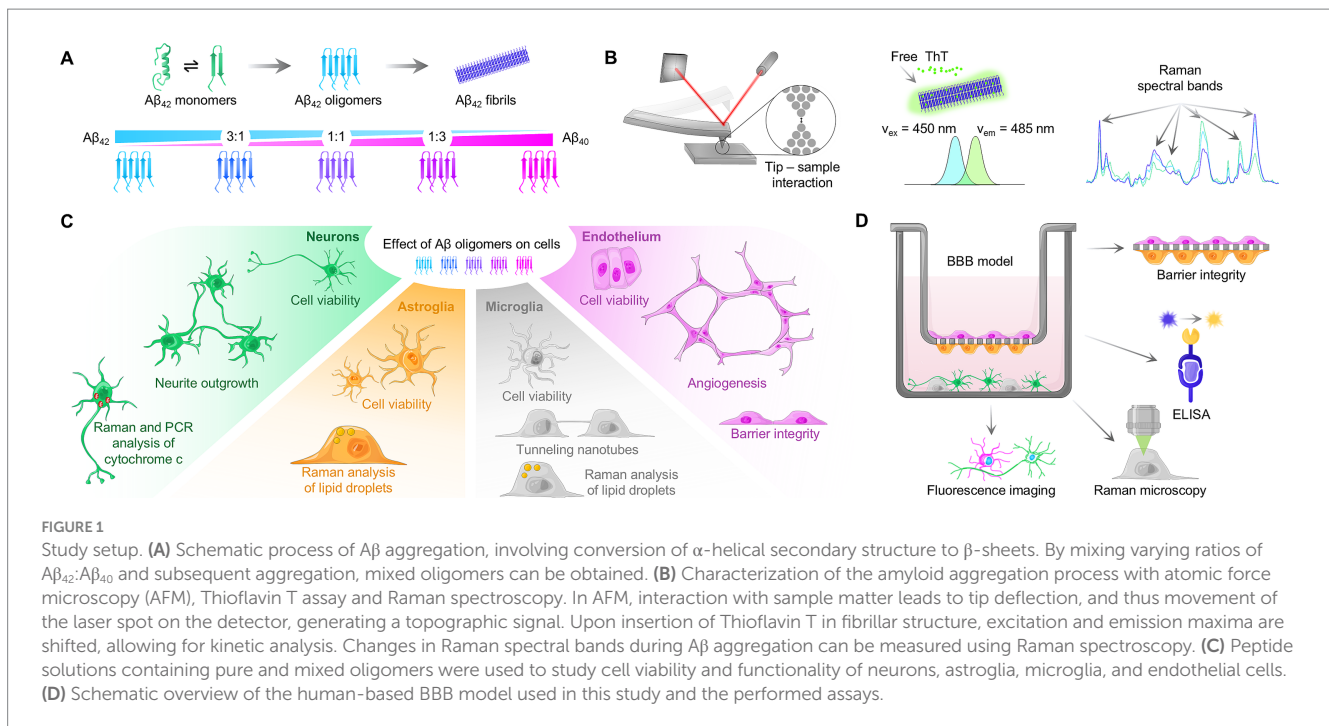 A
Aβ₄₂ monomers
Aβ₄₂ oligomers
Aβ₄₂ fibrils
Aβ₄₂
3:1
1:1
1:3
Aβ₄₀
B
Tip – sample
interaction
Free ThT
νex = 450 nm
νem = 485 nm
Raman
spectral bands
C
Neurons
Cell viability
Neurite outgrowth
Raman and PCR
analysis of
cytochrome c
Effect of Aβ oligomers on cells
Astroglia
Cell viability
Raman analysis
of lipid droplets
Microglia
Cell viability
Tunneling nanotubes
Raman analysis
of lipid droplets
Endothelium
Cell viability
Angiogenesis
Barrier integrity
D
BBB model
Barrier integrity
ELISA
Raman microscopy
Fluorescence imaging
FIGURE 1
Study setup. (A) Schematic process of Aβ aggregation, involving conversion of α-helical secondary structure to β-sheets. By mixing varying ratios of
Aβ₄₂:Aβ₄₀ and subsequent aggregation, mixed oligomers can be obtained. (B) Characterization of the amyloid aggregation process with atomic force
microscopy (AFM), Thioflavin T assay and Raman spectroscopy. In AFM, interaction with sample matter leads to tip deflection, and thus movement of
the laser spot on the detector, generating a topographic signal. Upon insertion of Thioflavin T in fibrillar structure, excitation and emission maxima are
shifted, allowing for kinetic analysis. Changes in Raman spectral bands during Aβ aggregation can be measured using Raman spectroscopy. (C) Peptide
solutions containing pure and mixed oligomers were used to study cell viability and functionality of neurons, astroglia, microglia, and endothelial cells.
(D) Schematic overview of the human-based BBB model used in this study and the performed assays.